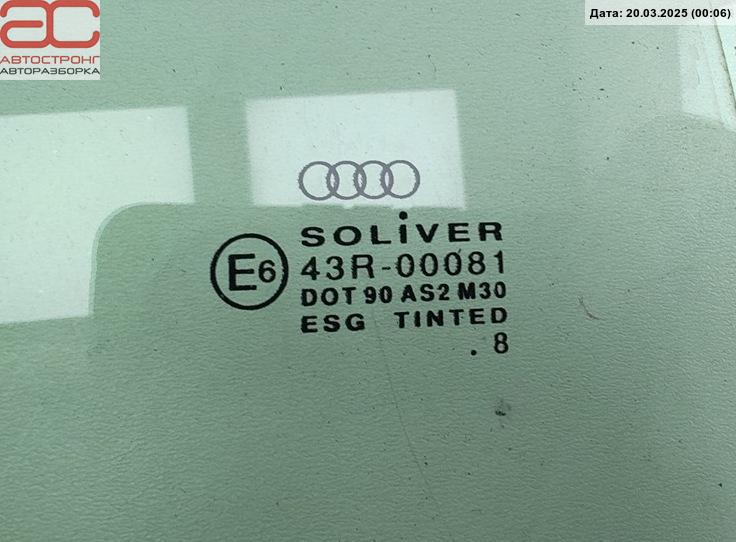 Дата: 20.03.2025 (00:06)
АС
АВТОСТРОНГ
АВТОРАЗБОРКА
SOLiVER
E6 43R-00081
DOT 90 AS2 M30
ESG TINTED
. 8